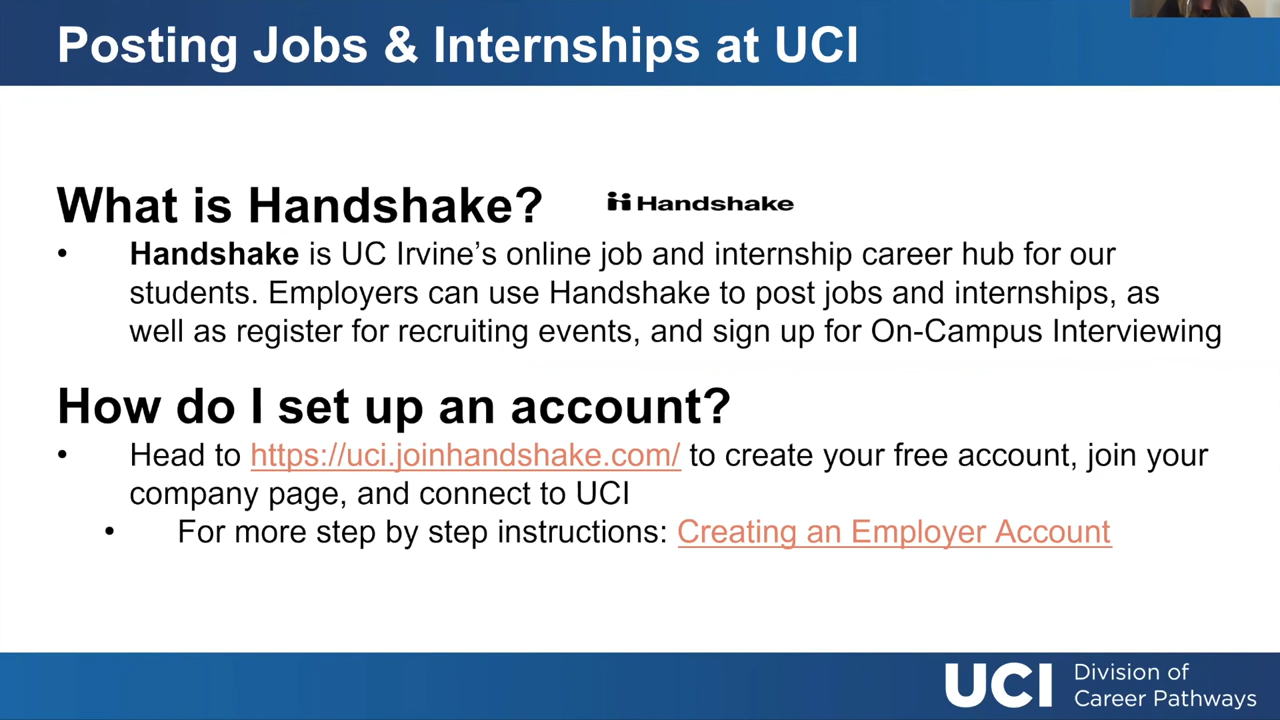 Posting Jobs & Internships at UCI
What is Handshake?
Handshake
• Handshake is UC Irvine’s online job and internship career hub for our
students. Employers can use Handshake to post jobs and internships, as
well as register for recruiting events, and sign up for On-Campus Interviewing
How do I set up an account?
• Head to https://uci.joinhandshake.com/ to create your free account, join your
company page, and connect to UCI
• For more step by step instructions: Creating an Employer Account
UCI
Division of
Career Pathways